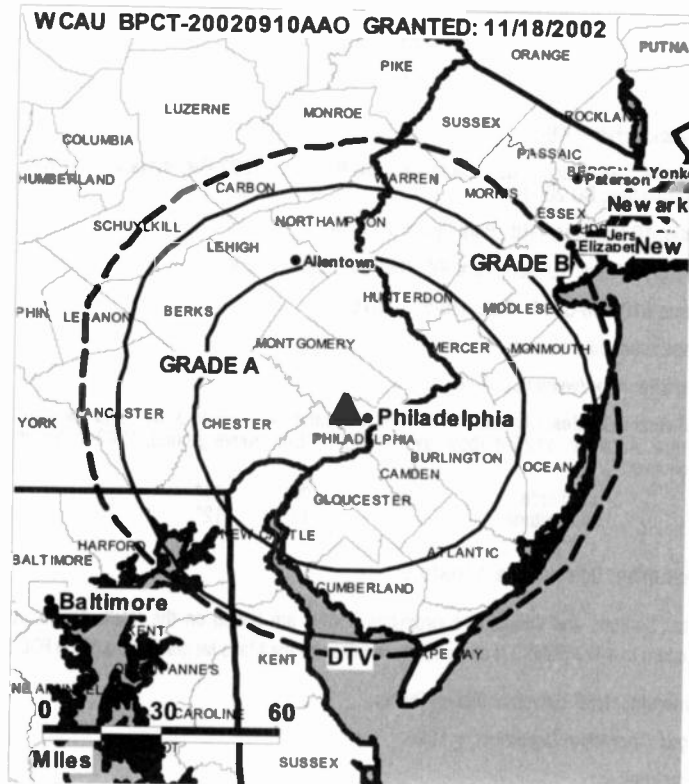 WCAU BPCT-20020910AAO GRANTED: 11/18/2002
ORANGE
PUTNA
PIKE
LUZERNE
MONROE
SUSSEX
ROCKLAN
COLUMBIA
PASSAIC
HUMBERLAND
CARBON
WARREN
MORRIS
Paterson
Yonke
Newark
ESSEX
SCHUYLKILL
NORTHAMPTON
LEHIGH
Allentown
GRADE B
Jers
Elizabet
New
HUNTERDON
MIDDLESEX
PHIN
LEBANON
BERKS
MONTGOMERY
MERCER
MONMOUTH
GRADE A
YORK
LANCASTER
CHESTER
Philadelphia
PHILADELPHIA
BURLINGTON
CAMDEN
OCEAN
GLOUCESTER
HARFORD
NEW CASTLE
ATLANTIC
BALTIMORE
CUMBERLAND
Baltimore
KENT
KENT
DTV
CAPE MAY
0 30 60
CAROLINE
Miles
SUSSEX